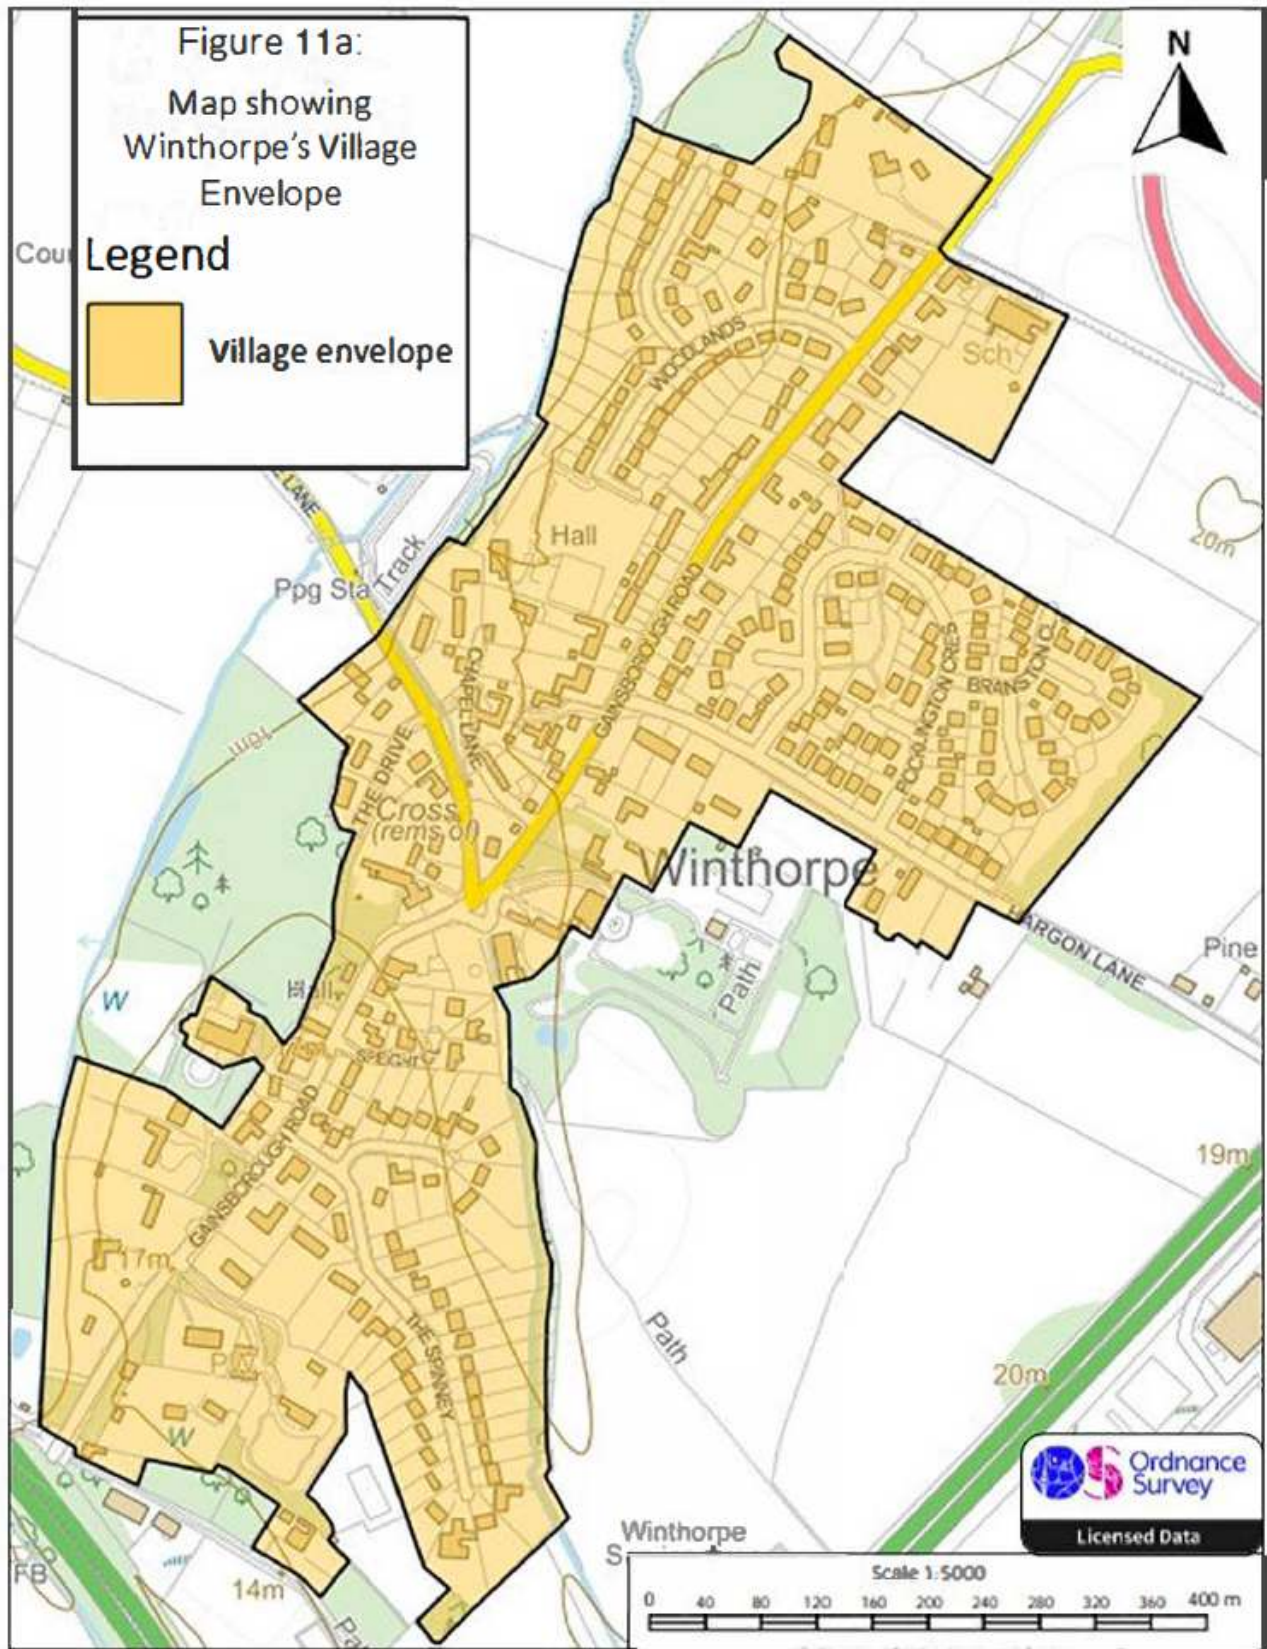 Figure 11a:
Map showing
Winthorpe's Village
Envelope
Legend
Village envelope
N
Sch
WOODLANDS
LANE
Hall
20m
Ppg Sta
Track
GAINSBOROUGH ROAD
CHAPEL LANE
POCKLINGTON CRES
BRANSTON CL
10m
THE DRIVE
Cross
(rems of)
Winthorpe
HARGON LANE
Pine
Path
W
Hall
GAINSBOROUGH ROAD
19m
17m
Path
20m
THE SPINNEY
W
Ordnance
Survey
Licensed Data
Winthorpe
FB
14m
Scale 1:5000
0 40 80 120 160 200 240 280 320 360 400 m